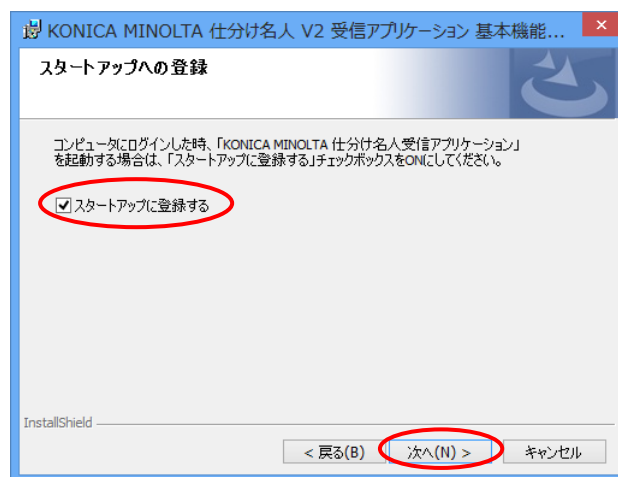 KONICA MINOLTA 仕分け名人 V2 受信アプリケーション 基本機能...
スタートアップへの登録
コンピュータにログインした時、「KONICA MINOLTA 仕分け名人受信アプリケーション」
を起動する場合は、「スタートアップに登録する」チェックボックスをONにしてください。
スタートアップに登録する
InstallShield
< 戻る(B) 次へ(N) > キャンセル